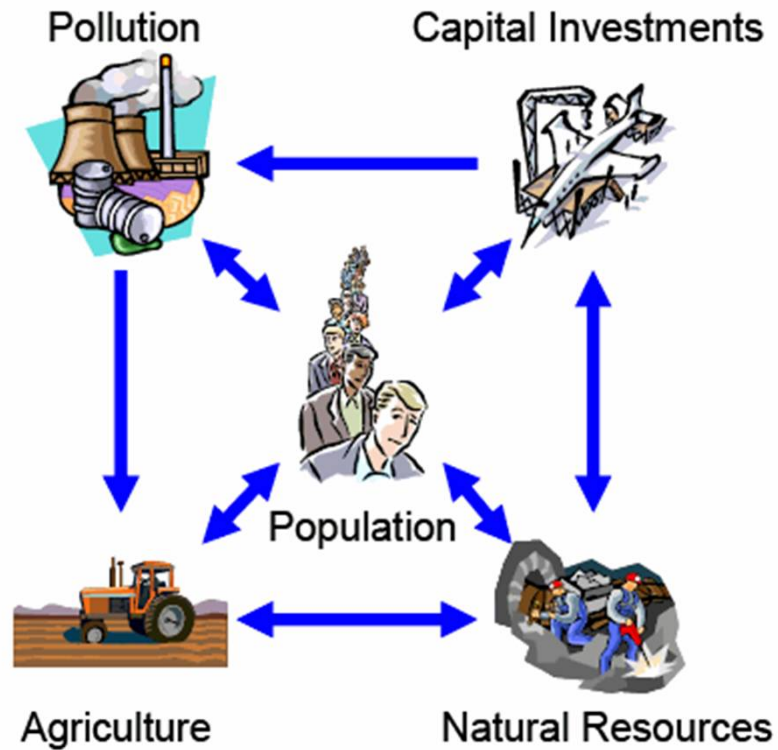 Pollution
Capital Investments
Population
Agriculture
Natural Resources